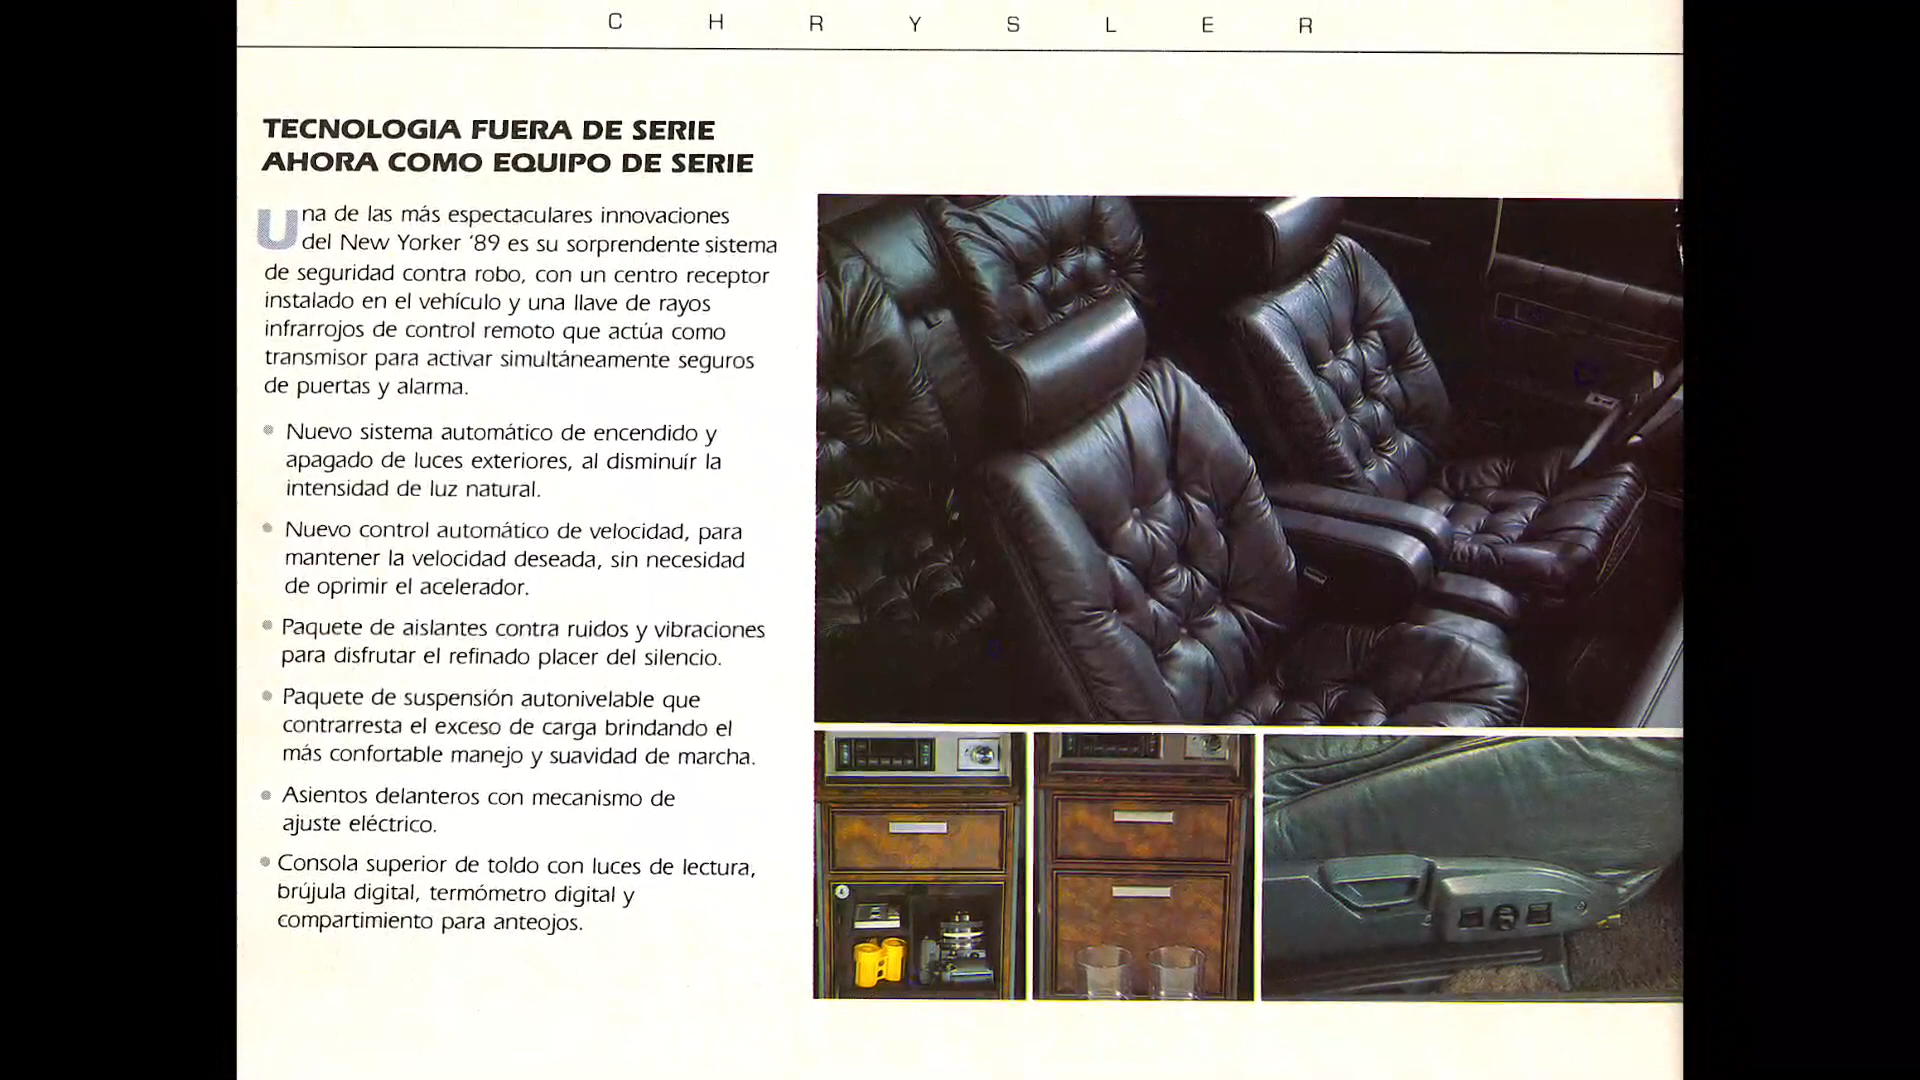 CHRYSLER
TECNOLOGIA FUERA DE SERIE
AHORA COMO EQUIPO DE SERIE
Una de las más espectaculares innovaciones
del New Yorker '89 es su sorprendente sistema
de seguridad contra robo, con un centro receptor
instalado en el vehículo y una llave de rayos
infrarrojos de control remoto que actúa como
transmisor para activar simultáneamente seguros
de puertas y alarma.
Nuevo sistema automático de encendido y
apagado de luces exteriores, al disminuír la
intensidad de luz natural.
Nuevo control automático de velocidad, para
mantener la velocidad deseada, sin necesidad
de oprimir el acelerador.
Paquete de aislantes contra ruidos y vibraciones
para disfrutar el refinado placer del silencio.
Paquete de suspensión autonivelable que
contrarresta el exceso de carga brindando el
más confortable manejo y suavidad de marcha.
Asientos delanteros con mecanismo de
ajuste eléctrico.
Consola superior de toldo con luces de lectura,
brújula digital, termómetro digital y
compartimiento para anteojos.